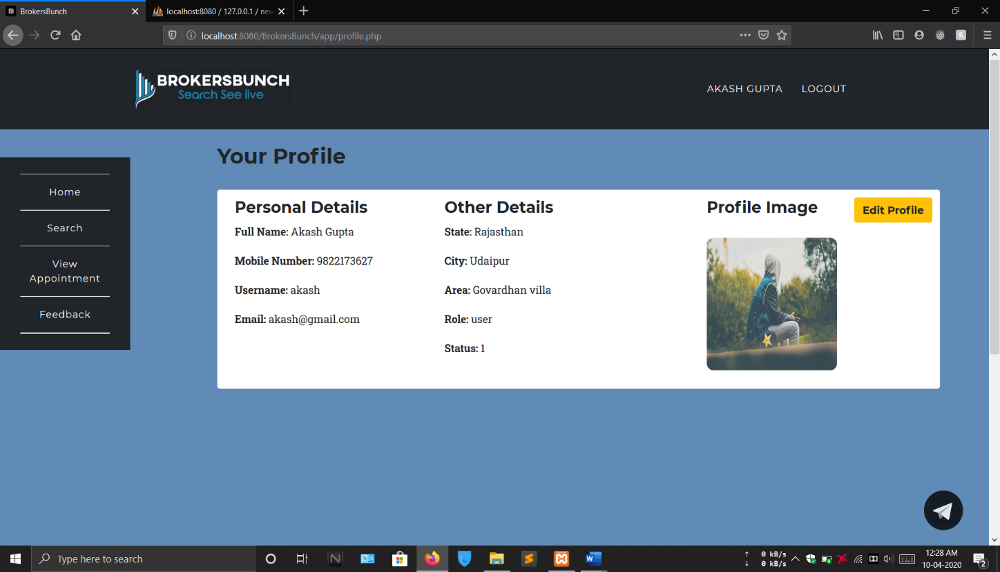 BrokersBunch
localhost:8080 / 127.0.0.1 / new
localhost:8080/BrokersBunch/app/profile.php
BROKERSBUNCH
Search See live
AKASH GUPTA
LOGOUT
Your Profile
Home
Search
View
Appointment
Feedback
Personal Details
Full Name: Akash Gupta
Mobile Number: 9822173627
Username: akash
Email: akash@gmail.com
Other Details
State: Rajasthan
City: Udaipur
Area: Govardhan villa
Role: user
Status: 1
Profile Image
Edit Profile
Type here to search
0 kB/s
0 kB/s
12:28 AM
10-04-2020
2